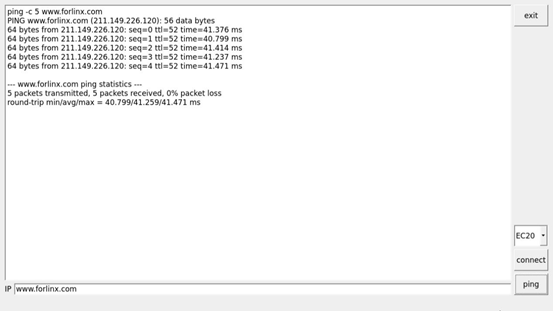 ping -c 5 www.forlinx.com
PING www.forlinx.com (211.149.226.120): 56 data bytes
64 bytes from 211.149.226.120: seq=0 ttl=52 time=41.376 ms
64 bytes from 211.149.226.120: seq=1 ttl=52 time=40.799 ms
64 bytes from 211.149.226.120: seq=2 ttl=52 time=41.414 ms
64 bytes from 211.149.226.120: seq=3 ttl=52 time=41.237 ms
64 bytes from 211.149.226.120: seq=4 ttl=52 time=41.471 ms
--- www.forlinx.com ping statistics ---
5 packets transmitted, 5 packets received, 0% packet loss
round-trip min/avg/max = 40.799/41.259/41.471 ms
exit
EC20
connect
ping
IP www.forlinx.com